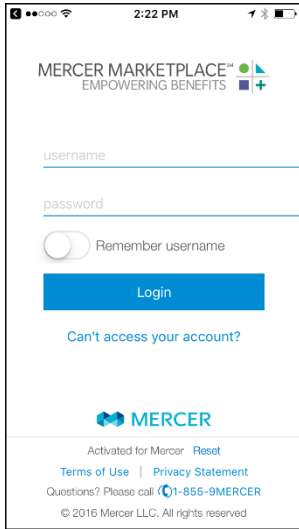 2:22 PM
MERCER MARKETPLACE℠
EMPOWERING BENEFITS
username
password
Remember username
Login
Can't access your account?
MERCER
Activated for Mercer Reset
Terms of Use | Privacy Statement
Questions? Please call 1-855-9MERCER
© 2016 Mercer LLC, All rights reserved